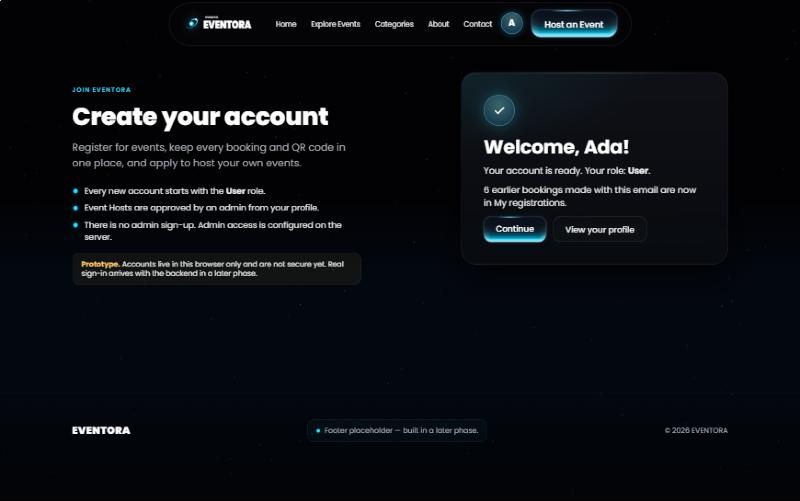 EVENTORA
Home
Explore Events
Categories
About
Contact
A
Host an Event
JOIN EVENTORA
Create your account
Register for events, keep every booking and QR code in
one place, and apply to host your own events.
Every new account starts with the User role.
Event Hosts are approved by an admin from your profile.
There is no admin sign-up. Admin access is configured on the
server.
Prototype. Accounts live in this browser only and are not secure yet. Real
sign-in arrives with the backend in a later phase.
Welcome, Ada!
Your account is ready. Your role: User.
6 earlier bookings made with this email are now
in My registrations.
Continue
View your profile
EVENTORA
Footer placeholder — built in a later phase.
© 2026 EVENTORA